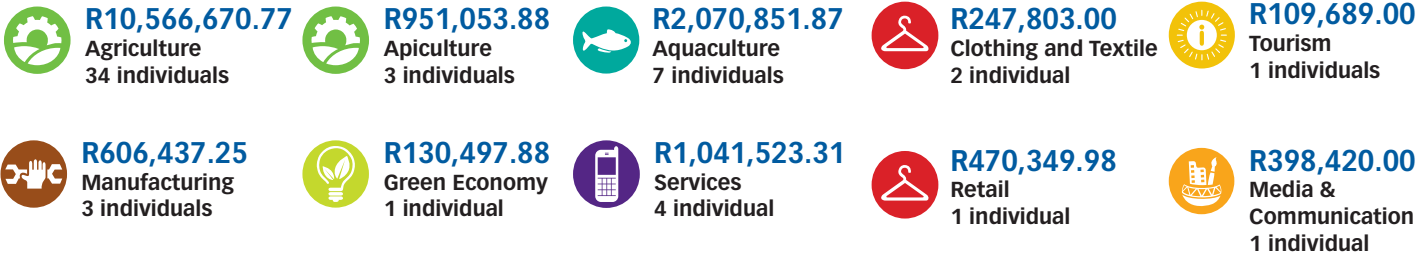 R10,566,670.77
Agriculture
34 individuals
R951,053.88
Apiculture
3 individuals
R2,070,851.87
Aquaculture
7 individuals
R247,803.00
Clothing and Textile
2 individual
R109,689.00
Tourism
1 individuals
R606,437.25
Manufacturing
3 individuals
R130,497.88
Green Economy
1 individual
R1,041,523.31
Services
4 individual
R470,349.98
Retail
1 individual
R398,420.00
Media &
Communication
1 individual